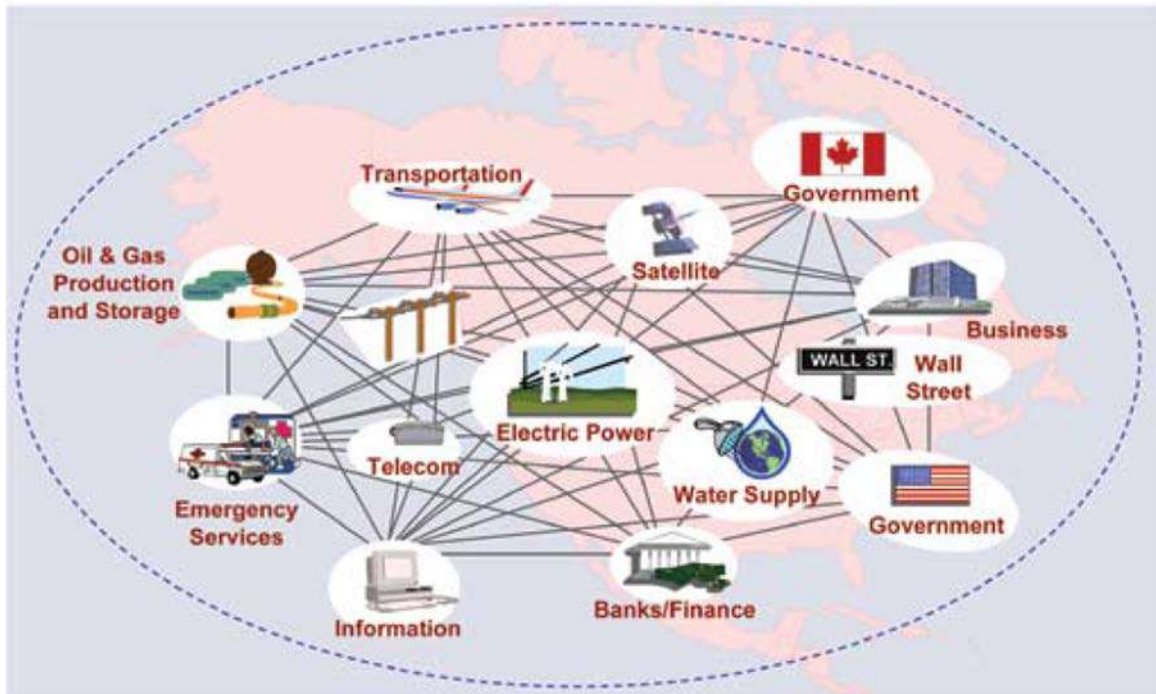 Transportation
Government
Oil & Gas
Production
and Storage
Satellite
Business
WALL ST.
Wall
Street
Electric Power
Telecom
Water Supply
Government
Emergency
Services
Information
Banks/Finance